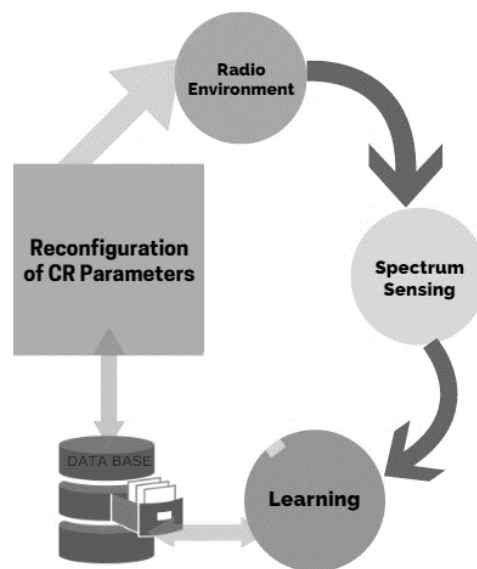 Radio
Environment
Reconfiguration
of CR Parameters
Spectrum
Sensing
DATA BASE
Learning